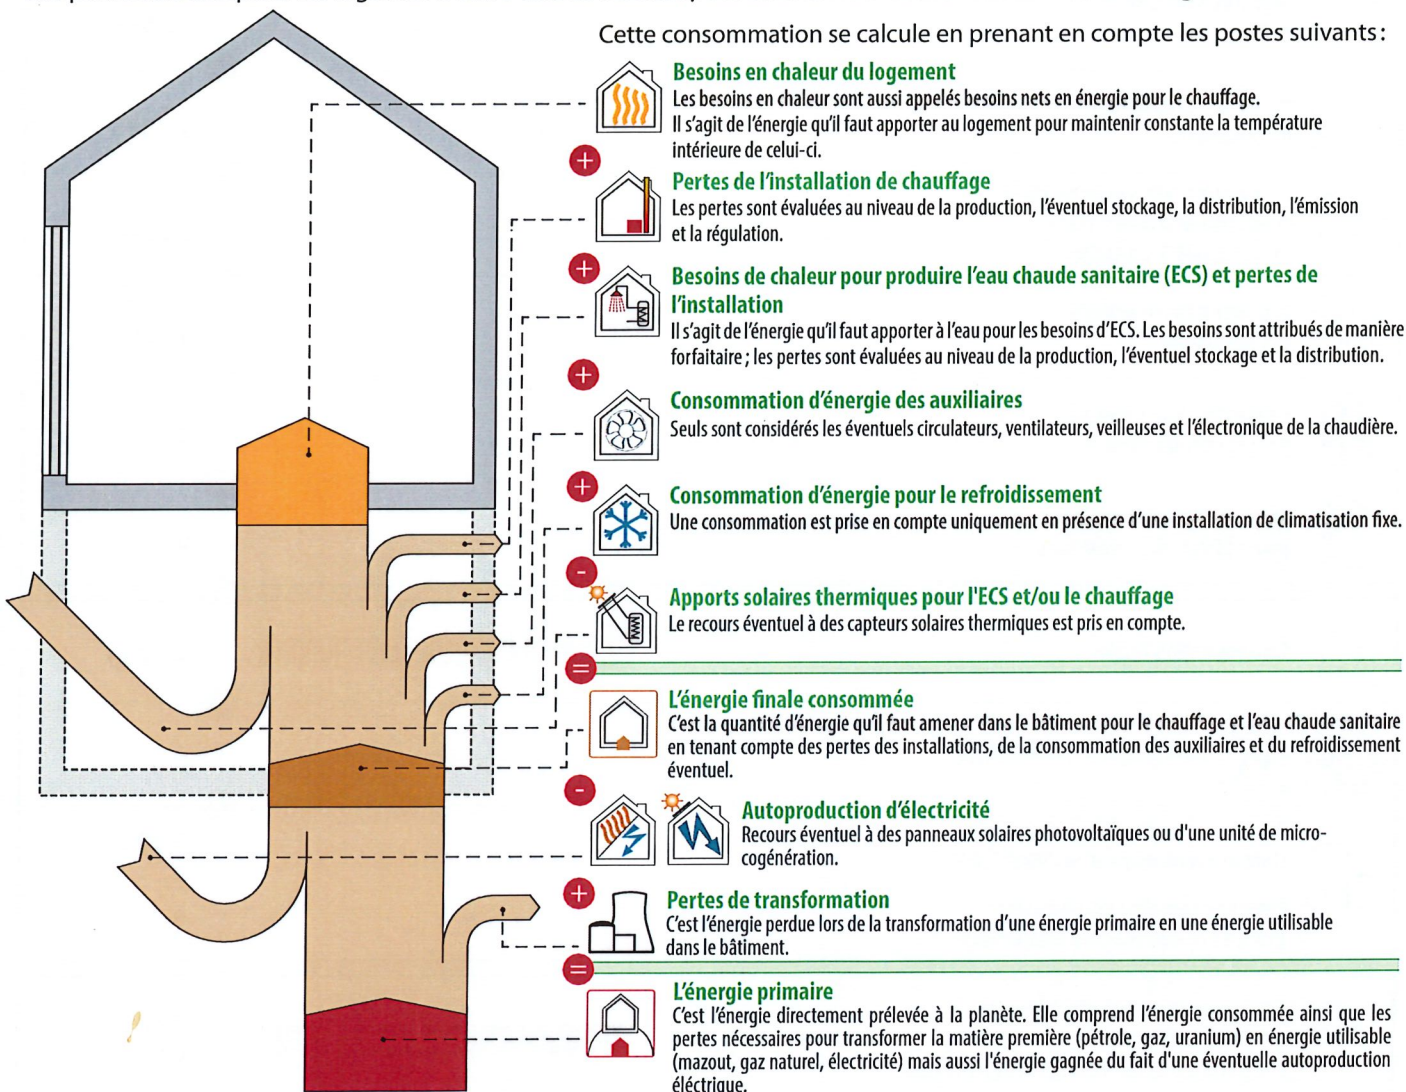 Cette consommation se calcule en prenant en compte les postes suivants:
Besoins en chaleur du logement
Les besoins en chaleur sont aussi appelés besoins nets en énergie pour le chauffage.
Il s'agit de l'énergie qu'il faut apporter au logement pour maintenir constante la température
intérieure de celui-ci.
+
Pertes de l'installation de chauffage
Les pertes sont évaluées au niveau de la production, l'éventuel stockage, la distribution, l'émission
et la régulation.
+
Besoins de chaleur pour produire l'eau chaude sanitaire (ECS) et pertes de
l'installation
Il s'agit de l'énergie qu'il faut apporter à l'eau pour les besoins d'ECS. Les besoins sont attribués de manière
forfaitaire ; les pertes sont évaluées au niveau de la production, l'éventuel stockage et la distribution.
+
Consommation d'énergie des auxiliaires
Seuls sont considérés les éventuels circulateurs, ventilateurs, veilleuses et l'électronique de la chaudière.
+
Consommation d'énergie pour le refroidissement
Une consommation est prise en compte uniquement en présence d'une installation de climatisation fixe.
-
Apports solaires thermiques pour l'ECS et/ou le chauffage
Le recours éventuel à des capteurs solaires thermiques est pris en compte.
=
L'énergie finale consommée
C'est la quantité d'énergie qu'il faut amener dans le bâtiment pour le chauffage et l'eau chaude sanitaire
en tenant compte des pertes des installations, de la consommation des auxiliaires et du refroidissement
éventuel.
-
Autoproduction d'électricité
Recours éventuel à des panneaux solaires photovoltaïques ou d'une unité de micro-
cogénération.
+
Pertes de transformation
C'est l'énergie perdue lors de la transformation d'une énergie primaire en une énergie utilisable
dans le bâtiment.
=
L'énergie primaire
C'est l'énergie directement prélevée à la planète. Elle comprend l'énergie consommée ainsi que les
pertes nécessaires pour transformer la matière première (pétrole, gaz, uranium) en énergie utilisable
(mazout, gaz naturel, électricité) mais aussi l'énergie gagnée du fait d'une éventuelle autoproduction
éléctrique.